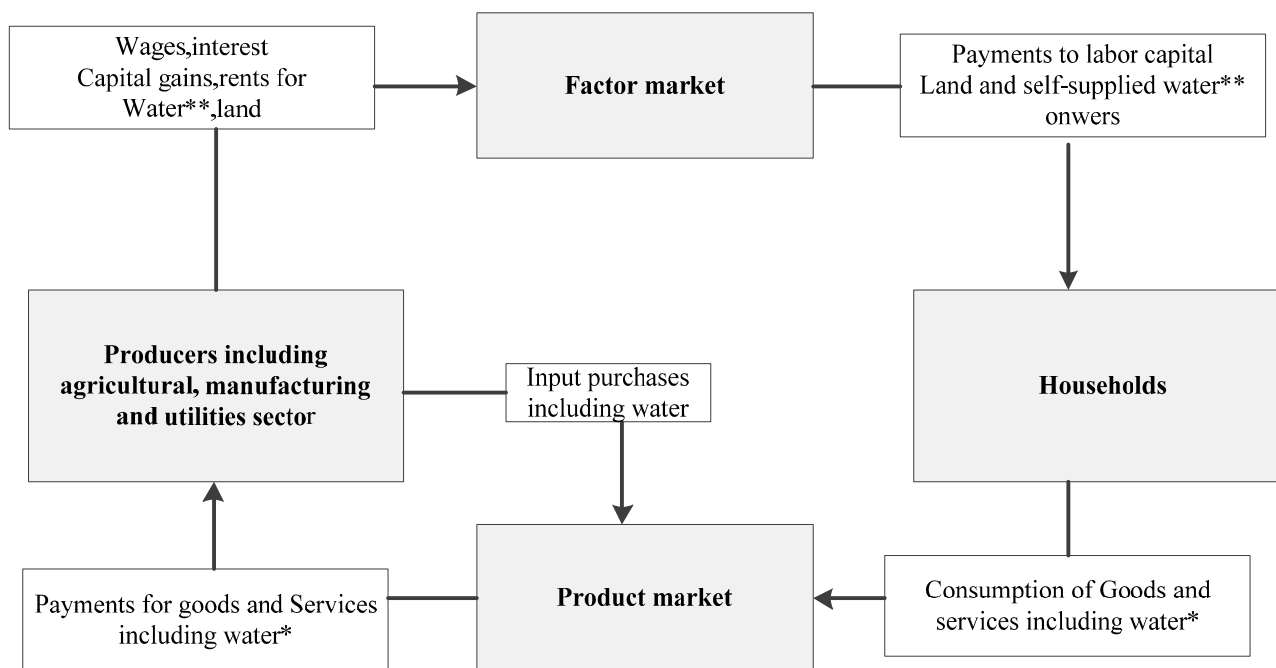 Wages,interest
Capital gains,rents for
Water**,land
Factor market
Payments to labor capital
Land and self-supplied water**
onwers
Producers including
agricultural, manufacturing
and utilities sector
Input purchases
including water
Households
Payments for goods and Services
including water*
Product market
Consumption of Goods and
services including water*